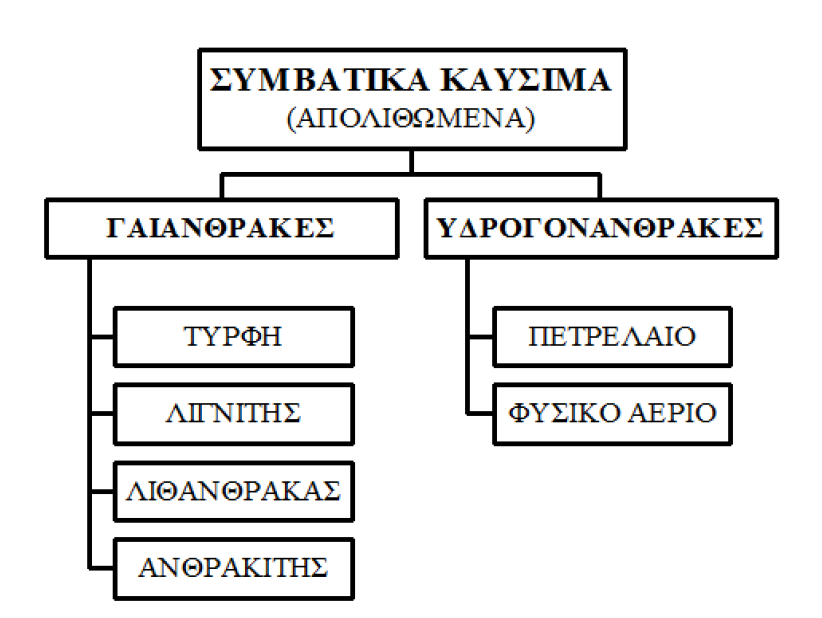 ΣΥΜΒΑΤΙΚΑ ΚΑΥΣΙΜΑ
(ΑΠΟΛΙΘΩΜΕΝΑ)
ΓΑΙΑΝΘΡΑΚΕΣ
ΤΥΡΦΗ
ΛΙΓΝΙΤΗΣ
ΛΙΘΑΝΘΡΑΚΑΣ
ΑΝΘΡΑΚΙΤΗΣ
ΥΔΡΟΓΟΝΑΝΘΡΑΚΕΣ
ΠΕΤΡΕΛΑΙΟ
ΦΥΣΙΚΟ ΑΕΡΙΟ